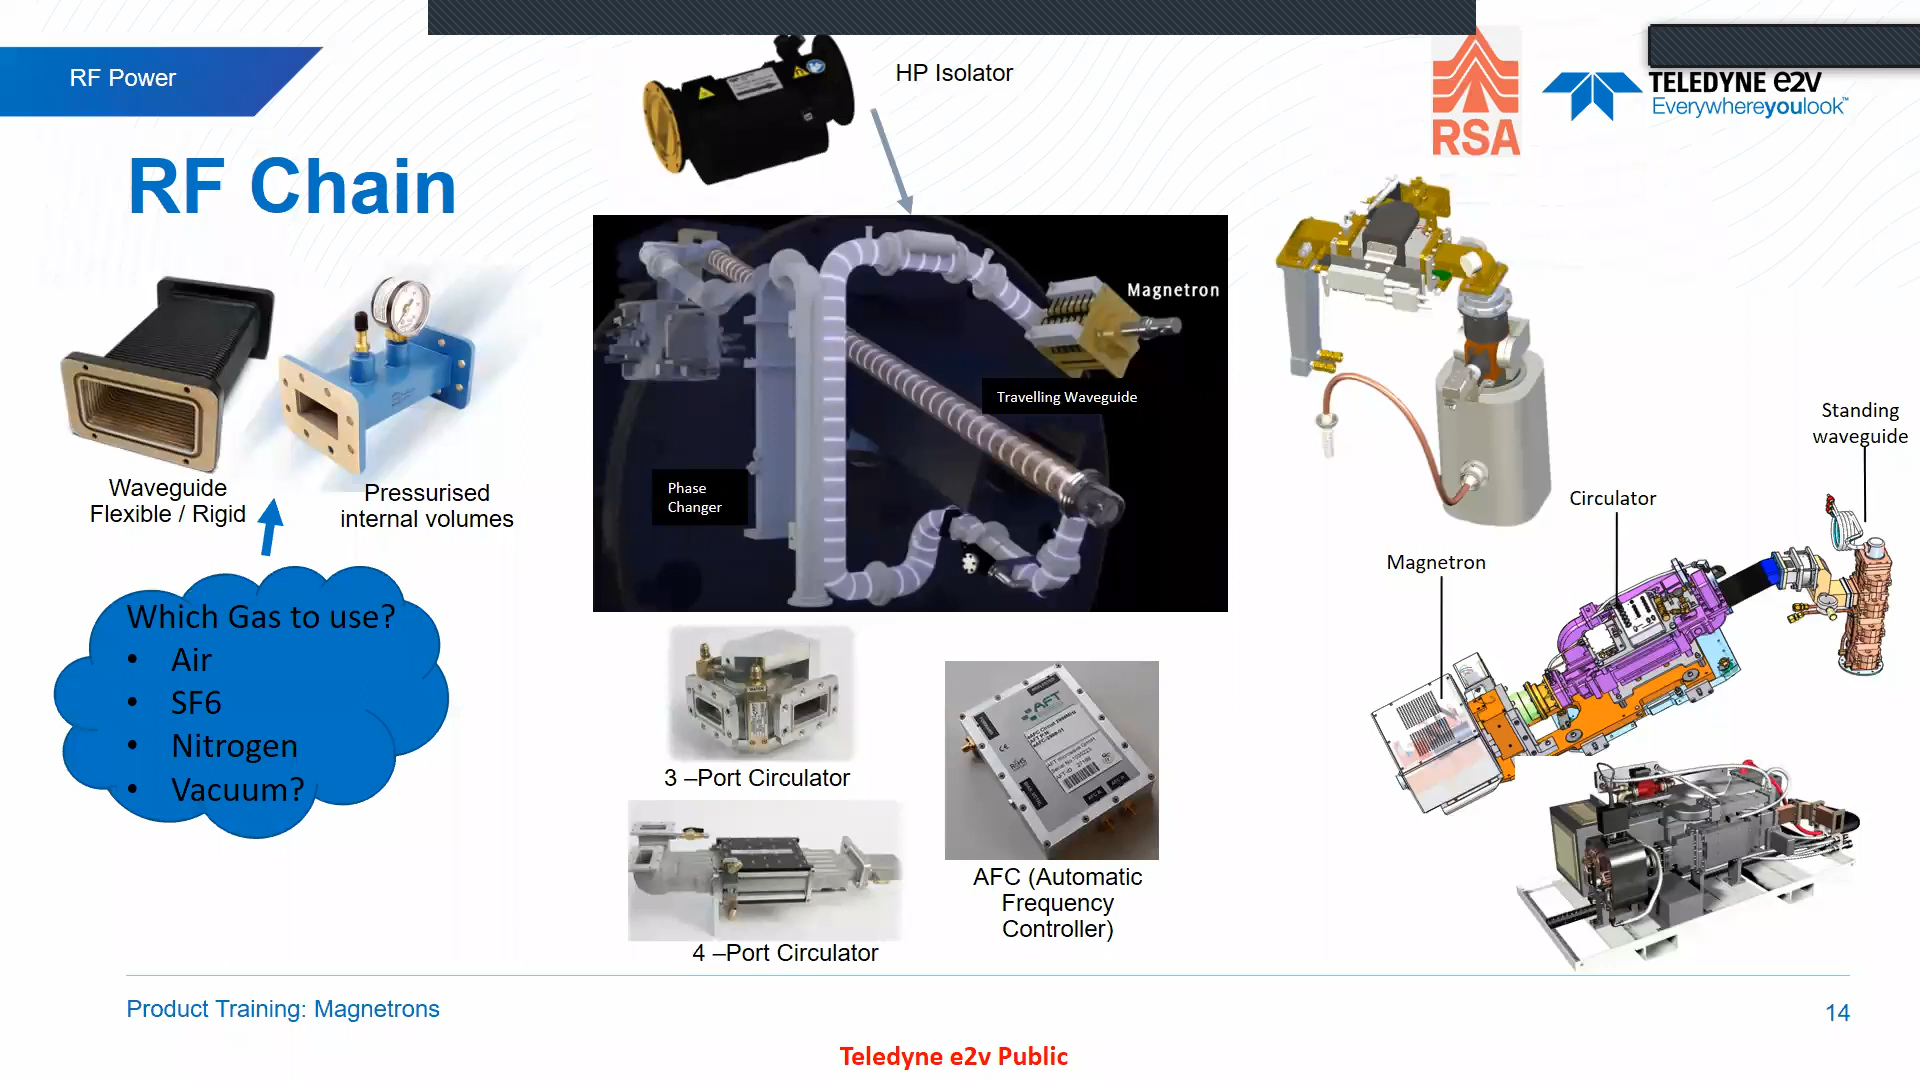 RF Power
HP Isolator
RSA
TELEDYNE e2v
Everywhereyoulook™
RF Chain
Magnetron
Travelling Waveguide
Phase
Changer
Waveguide
Flexible / Rigid
Pressurised
internal volumes
Which Gas to use?
• Air
• SF6
• Nitrogen
• Vacuum?
3 –Port Circulator
4 –Port Circulator
AFT
AFC (Automatic
Frequency
Controller)
Standing
waveguide
Circulator
Magnetron
Product Training: Magnetrons
14
Teledyne e2v Public